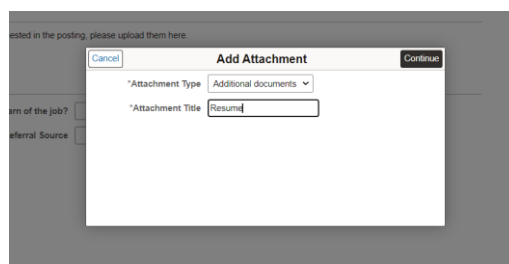 ested in the posting, please upload them here.
Cancel
Add Attachment
Continue
*Attachment Type Additional documents
*Attachment Title Resume
arn of the job?
eferral Source